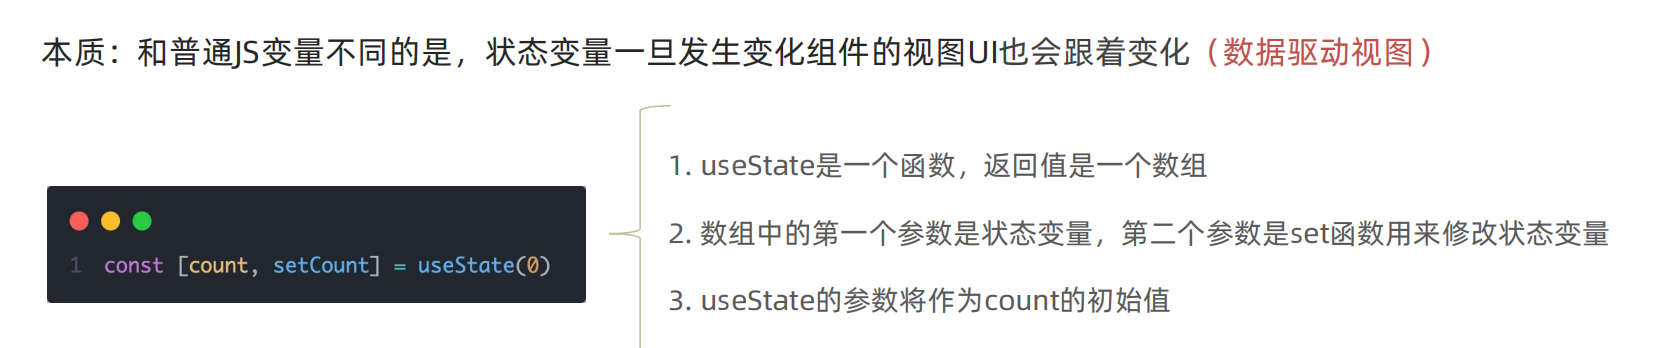 本质：和普通JS变量不同的是，状态变量一旦发生变化组件的视图UI也会跟着变化（数据驱动视图）
1 const [count, setCount] = useState(0)
1. useState是一个函数，返回值是一个数组
2. 数组中的第一个参数是状态变量，第二个参数是set函数用来修改状态变量
3. useState的参数将作为count的初始值